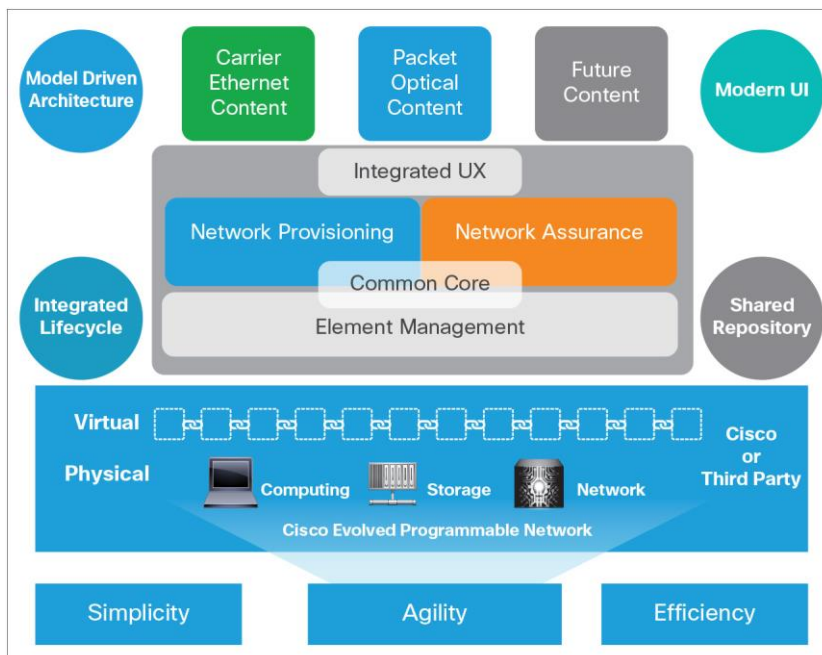 Model Driven
Architecture
Carrier
Ethernet
Content
Packet
Optical
Content
Future
Content
Modern UI
Integrated UX
Network Provisioning
Network Assurance
Common Core
Element Management
Integrated
Lifecycle
Shared
Repository
Virtual
Physical
Computing
Storage
Network
Cisco
or
Third Party
Cisco Evolved Programmable Network
Simplicity
Agility
Efficiency